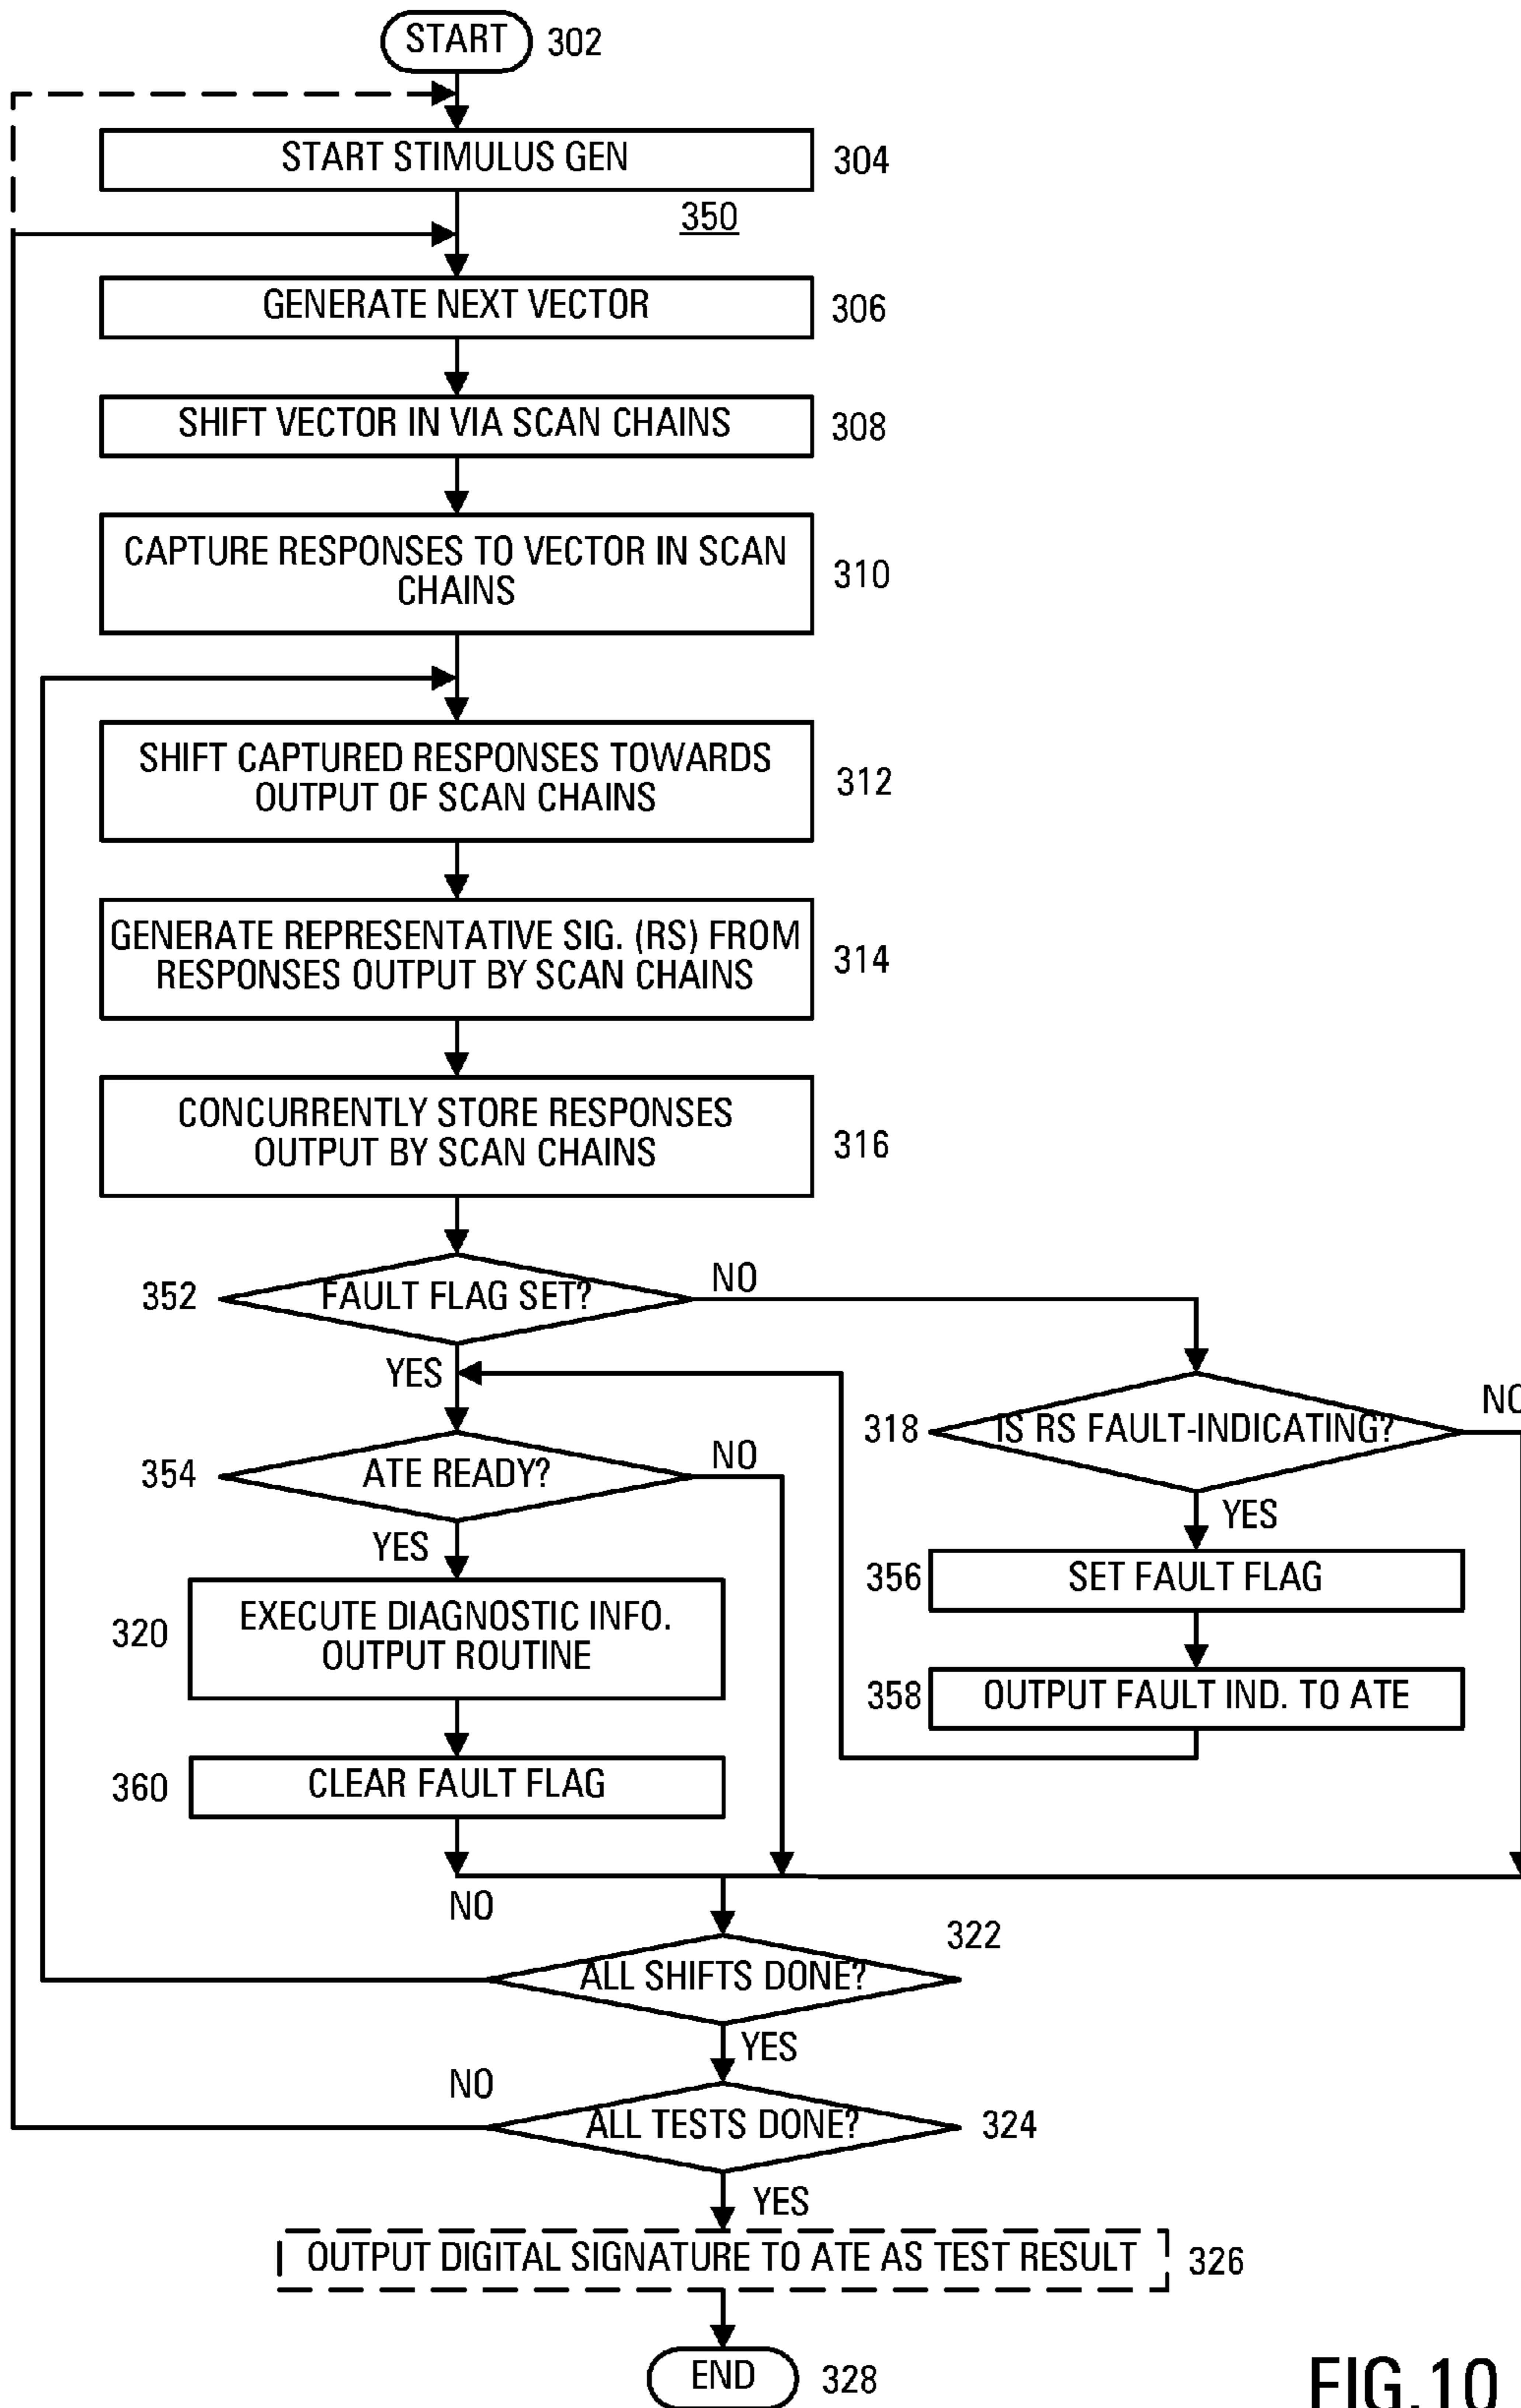 START 302
START STIMULUS GEN 304
350
GENERATE NEXT VECTOR 306
SHIFT VECTOR IN VIA SCAN CHAINS 308
CAPTURE RESPONSES TO VECTOR IN SCAN
CHAINS
310
SHIFT CAPTURED RESPONSES TOWARDS
OUTPUT OF SCAN CHAINS
312
GENERATE REPRESENTATIVE SIG. (RS) FROM
RESPONSES OUTPUT BY SCAN CHAINS
314
CONCURRENTLY STORE RESPONSES
OUTPUT BY SCAN CHAINS
316
352 FAULT FLAG SET? NO
YES
318 IS RS FAULT-INDICATING? NO
354 ATE READY? NO
YES
YES
356 SET FAULT FLAG
320
EXECUTE DIAGNOSTIC INFO.
OUTPUT ROUTINE
358 OUTPUT FAULT IND. TO ATE
360 CLEAR FAULT FLAG
NO
322
ALL SHIFTS DONE?
YES
NO
ALL TESTS DONE? 324
YES
OUTPUT DIGITAL SIGNATURE TO ATE AS TEST RESULT 326
END 328
FIG.10